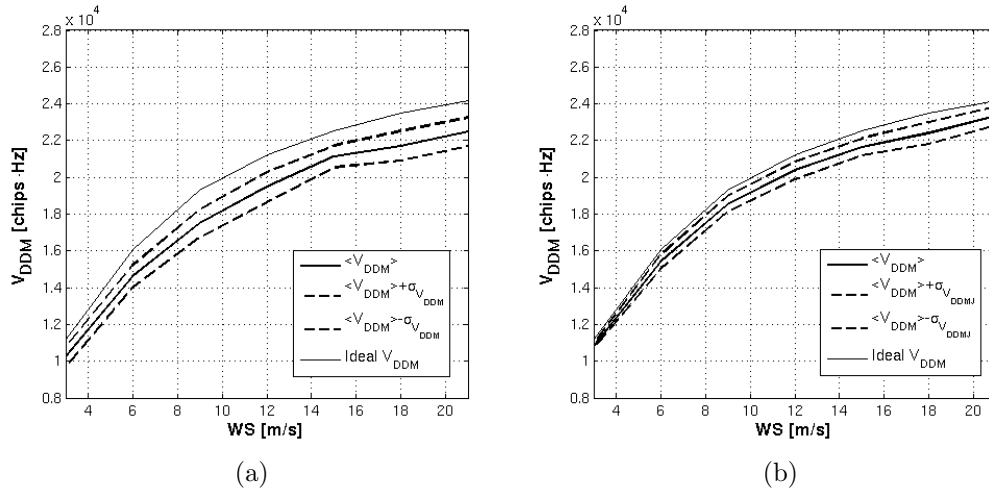 x 10⁴
2.8
2.6
2.4
2.2
2
1.8
1.6
1.4
1.2
1
0.8
V_DDM [chips·Hz]
<V_DDM>
<V_DDM>+σ_V_DDM
<V_DDM>-σ_V_DDM
Ideal V_DDM
4 6 8 10 12 14 16 18 20
WS [m/s]
(a)
x 10⁴
2.8
2.6
2.4
2.2
2
1.8
1.6
1.4
1.2
1
0.8
V_DDM [chips·Hz]
<V_DDM>
<V_DDM>+σ_V_DDMJ
<V_DDM>-σ_V_DDMJ
Ideal V_DDM
4 6 8 10 12 14 16 18 20
WS [m/s]
(b)